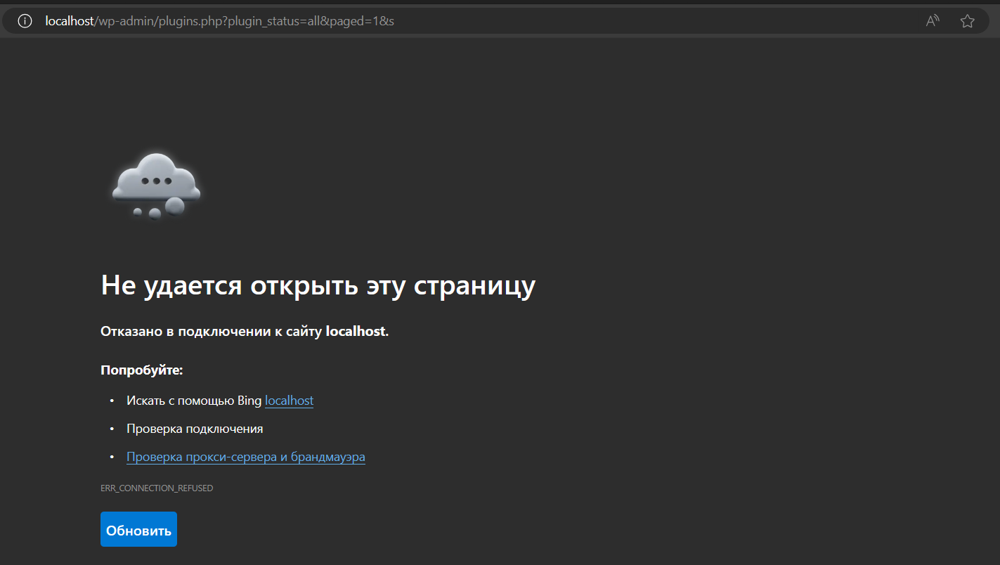 localhost/wp-admin/plugins.php?plugin_status=all&paged=1&s
Не удается открыть эту страницу
Отказано в подключении к сайту localhost.
Попробуйте:
• Искать с помощью Bing localhost
• Проверка подключения
• Проверка прокси-сервера и брандмауэра
ERR_CONNECTION_REFUSED
Обновить